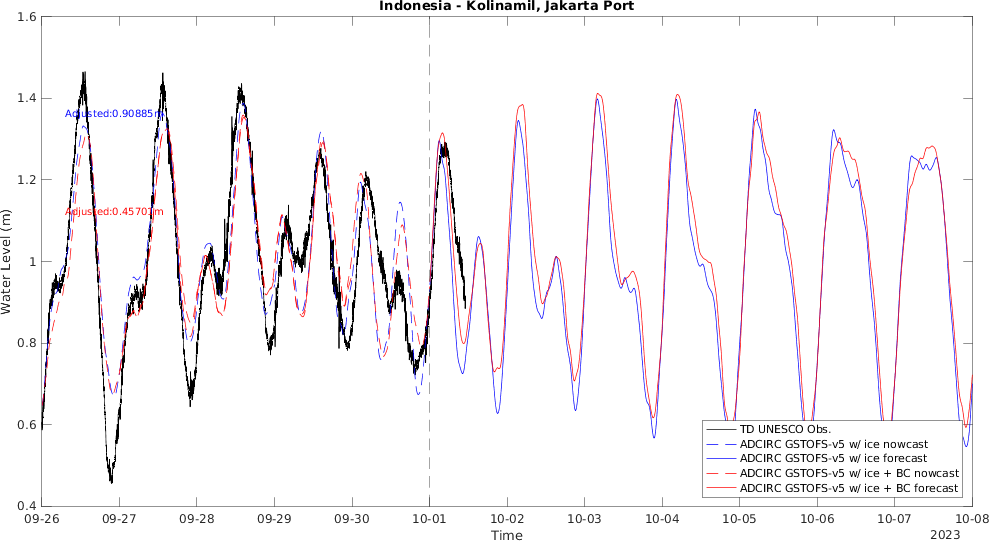 Indonesia - Kolinamil, Jakarta Port
1.6
1.4
1.2
1
0.8
0.6
0.4
Water Level (m)
Adjusted:0.90885m
Adjusted:0.45701m
TD UNESCO Obs.
ADCIRC GSTOFS-v5 w/ ice nowcast
ADCIRC GSTOFS-v5 w/ ice forecast
ADCIRC GSTOFS-v5 w/ ice + BC nowcast
ADCIRC GSTOFS-v5 w/ ice + BC forecast
09-26 09-27 09-28 09-29 09-30 10-01 10-02 10-03 10-04 10-05 10-06 10-07 10-08
Time
2023